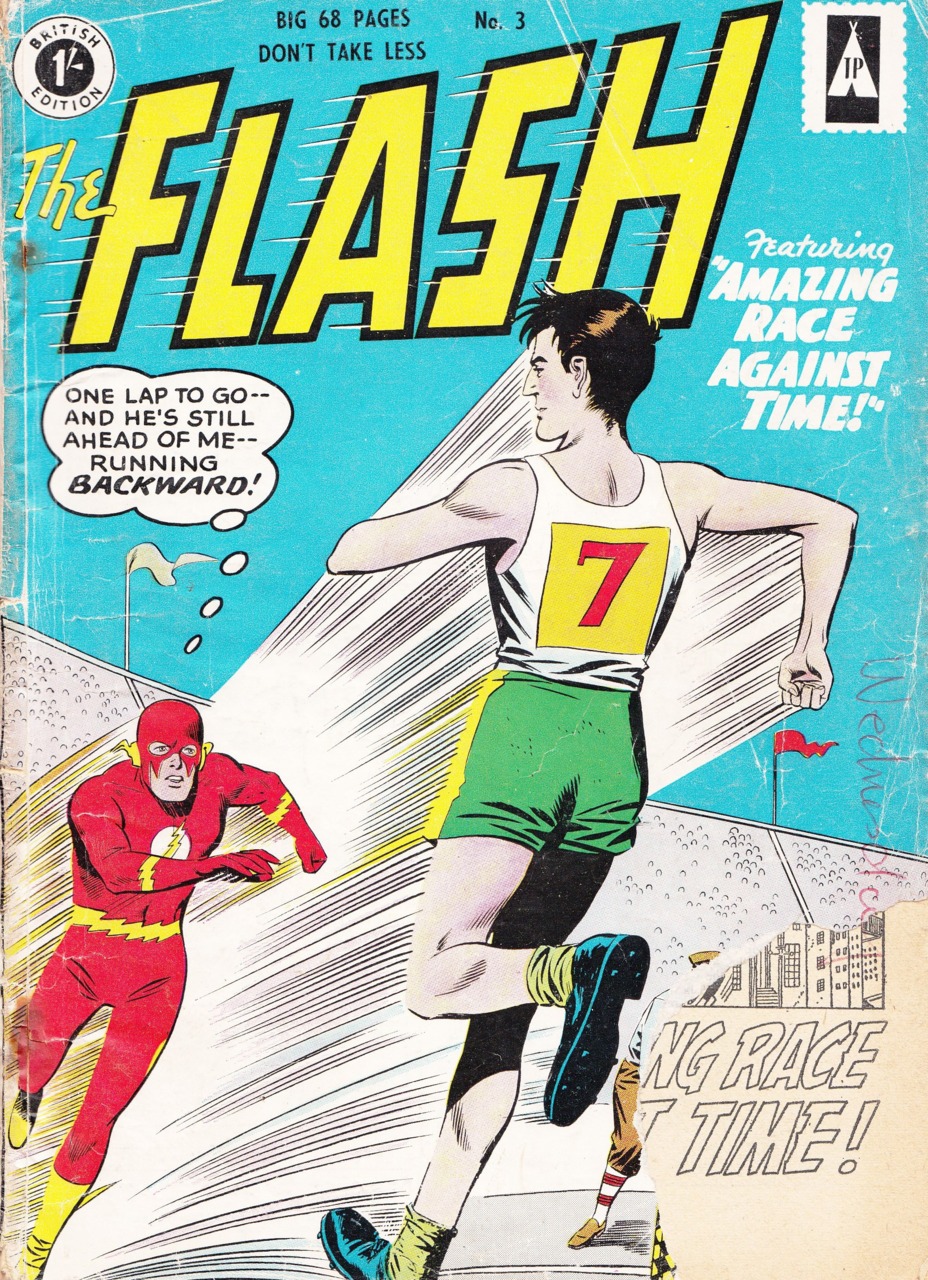 BIG 68 PAGES
No. 3
DON'T TAKE LESS
BRITISH
1'-
EDITION
TP
The
FLASH
Featuring
"AMAZING
RACE
AGAINST
TIME!"
ONE LAP TO GO--
AND HE'S STILL
AHEAD OF ME--
RUNNING
BACKWARD!
7
NG RACE
T TIME!